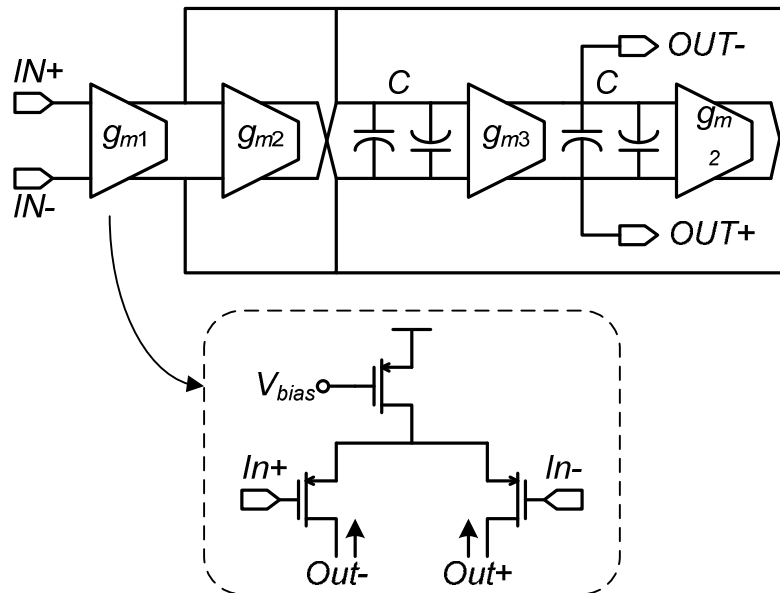 IN+
OUT-
C
C
gm1
gm2
gm3
gm
2
IN-
OUT+
Vbias
In+
In-
Out-
Out+